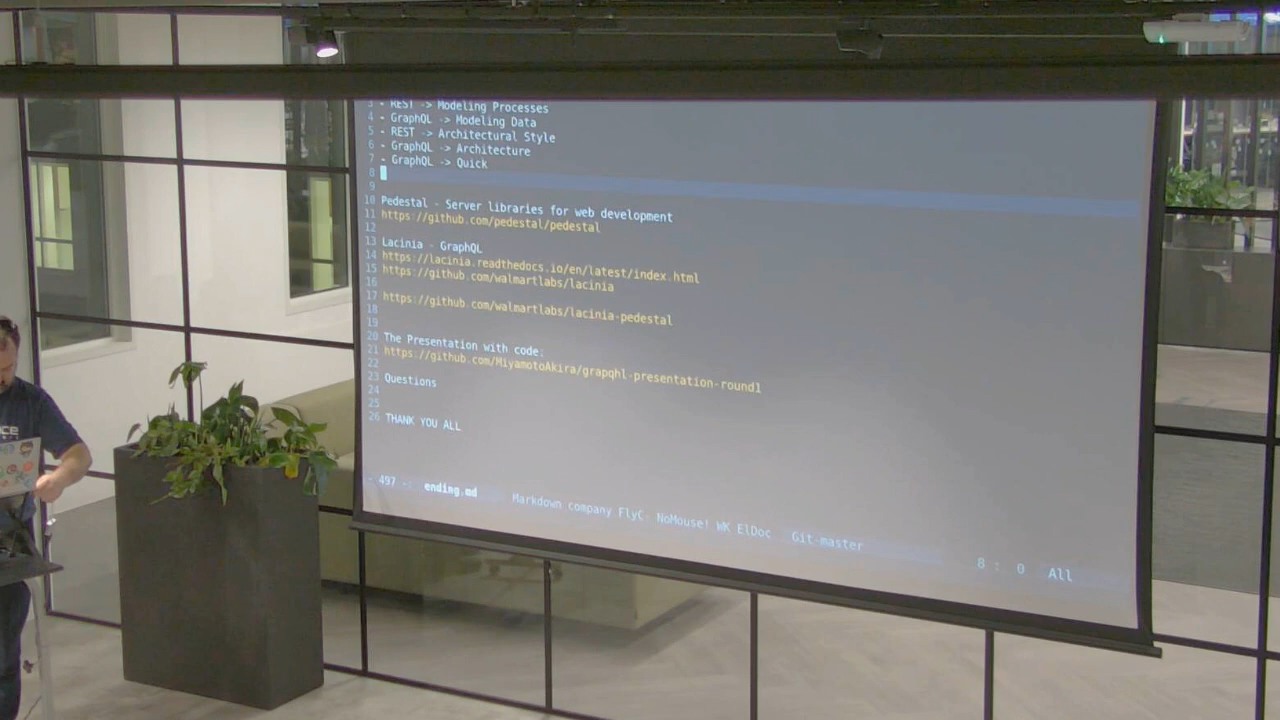 3 - REST -> Modeling Processes
4 - GraphQL -> Modeling Data
5 - REST -> Architectural Style
6 - GraphQL -> Architecture
7 - GraphQL -> Quick
8
9
10 Pedestal - Server libraries for web development
11 https://github.com/pedestal/pedestal
12
13 Lacinia - GraphQL
14 https://lacinia.readthedocs.io/en/latest/index.html
15 https://github.com/walmartlabs/lacinia
16
17 https://github.com/walmartlabs/lacinia-pedestal
18
19
20 The Presentation with code:
21 https://github.com/MiyamotoAkira/grapqhl-presentation-round1
22
23 Questions
24
25
26 THANK YOU ALL
- 497 -: ending.md Markdown company FlyC- NoMouse! WK ElDoc Git-master 8: 0 All